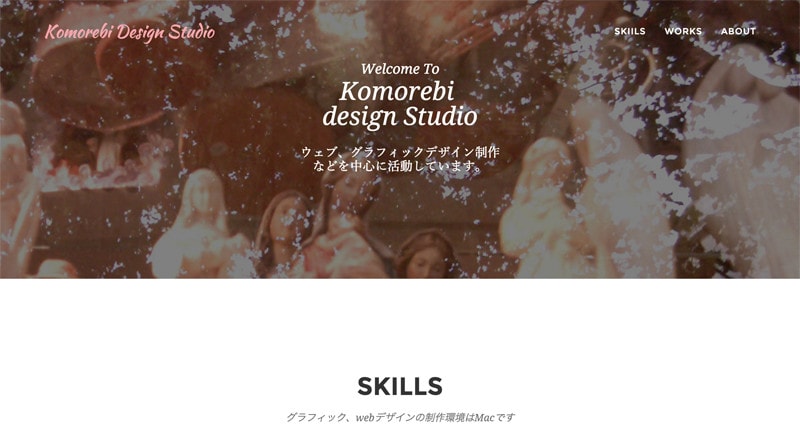 Komorebi Design Studio
SKIILS WORKS ABOUT
Welcome To
Komorebi
design Studio
ウェブ、グラフィックデザイン制作
などを中心に活動しています。
SKILLS
グラフィック、webデザインの制作環境はMacです